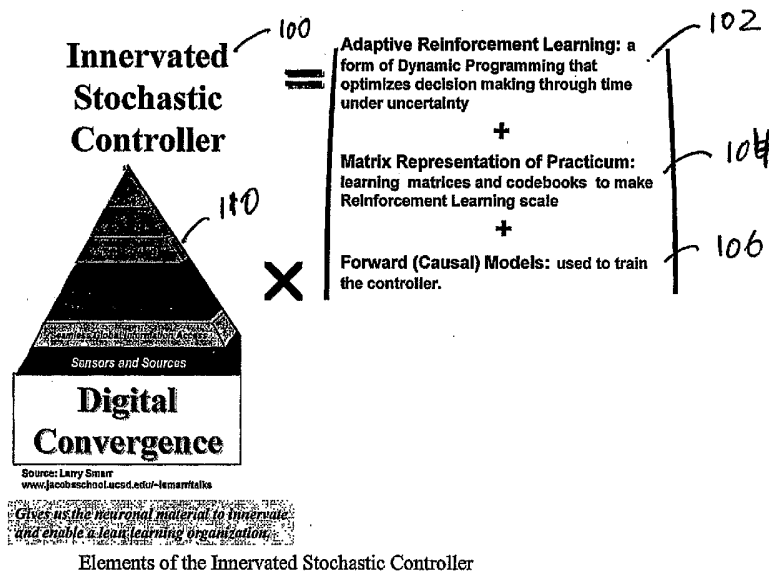 Innervated
Stochastic
Controller
100
=
Adaptive Reinforcement Learning: a
form of Dynamic Programming that
optimizes decision making through time
under uncertainty
102
+
Matrix Representation of Practicum:
learning matrices and codebooks to make
Reinforcement Learning scale
104
+
Forward (Causal) Models: used to train
the controller.
106
110
×
Sensors and Sources
Digital
Convergence
Source: Larry Smarr
www.jacobsschool.ucsd.edu/~lsmarr/talks
Gives us the neuronal material to innervate
and enable a lean learning organization.
Elements of the Innervated Stochastic Controller